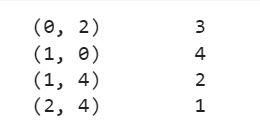 (0, 2) 3
(1, 0) 4
(1, 4) 2
(2, 4) 1